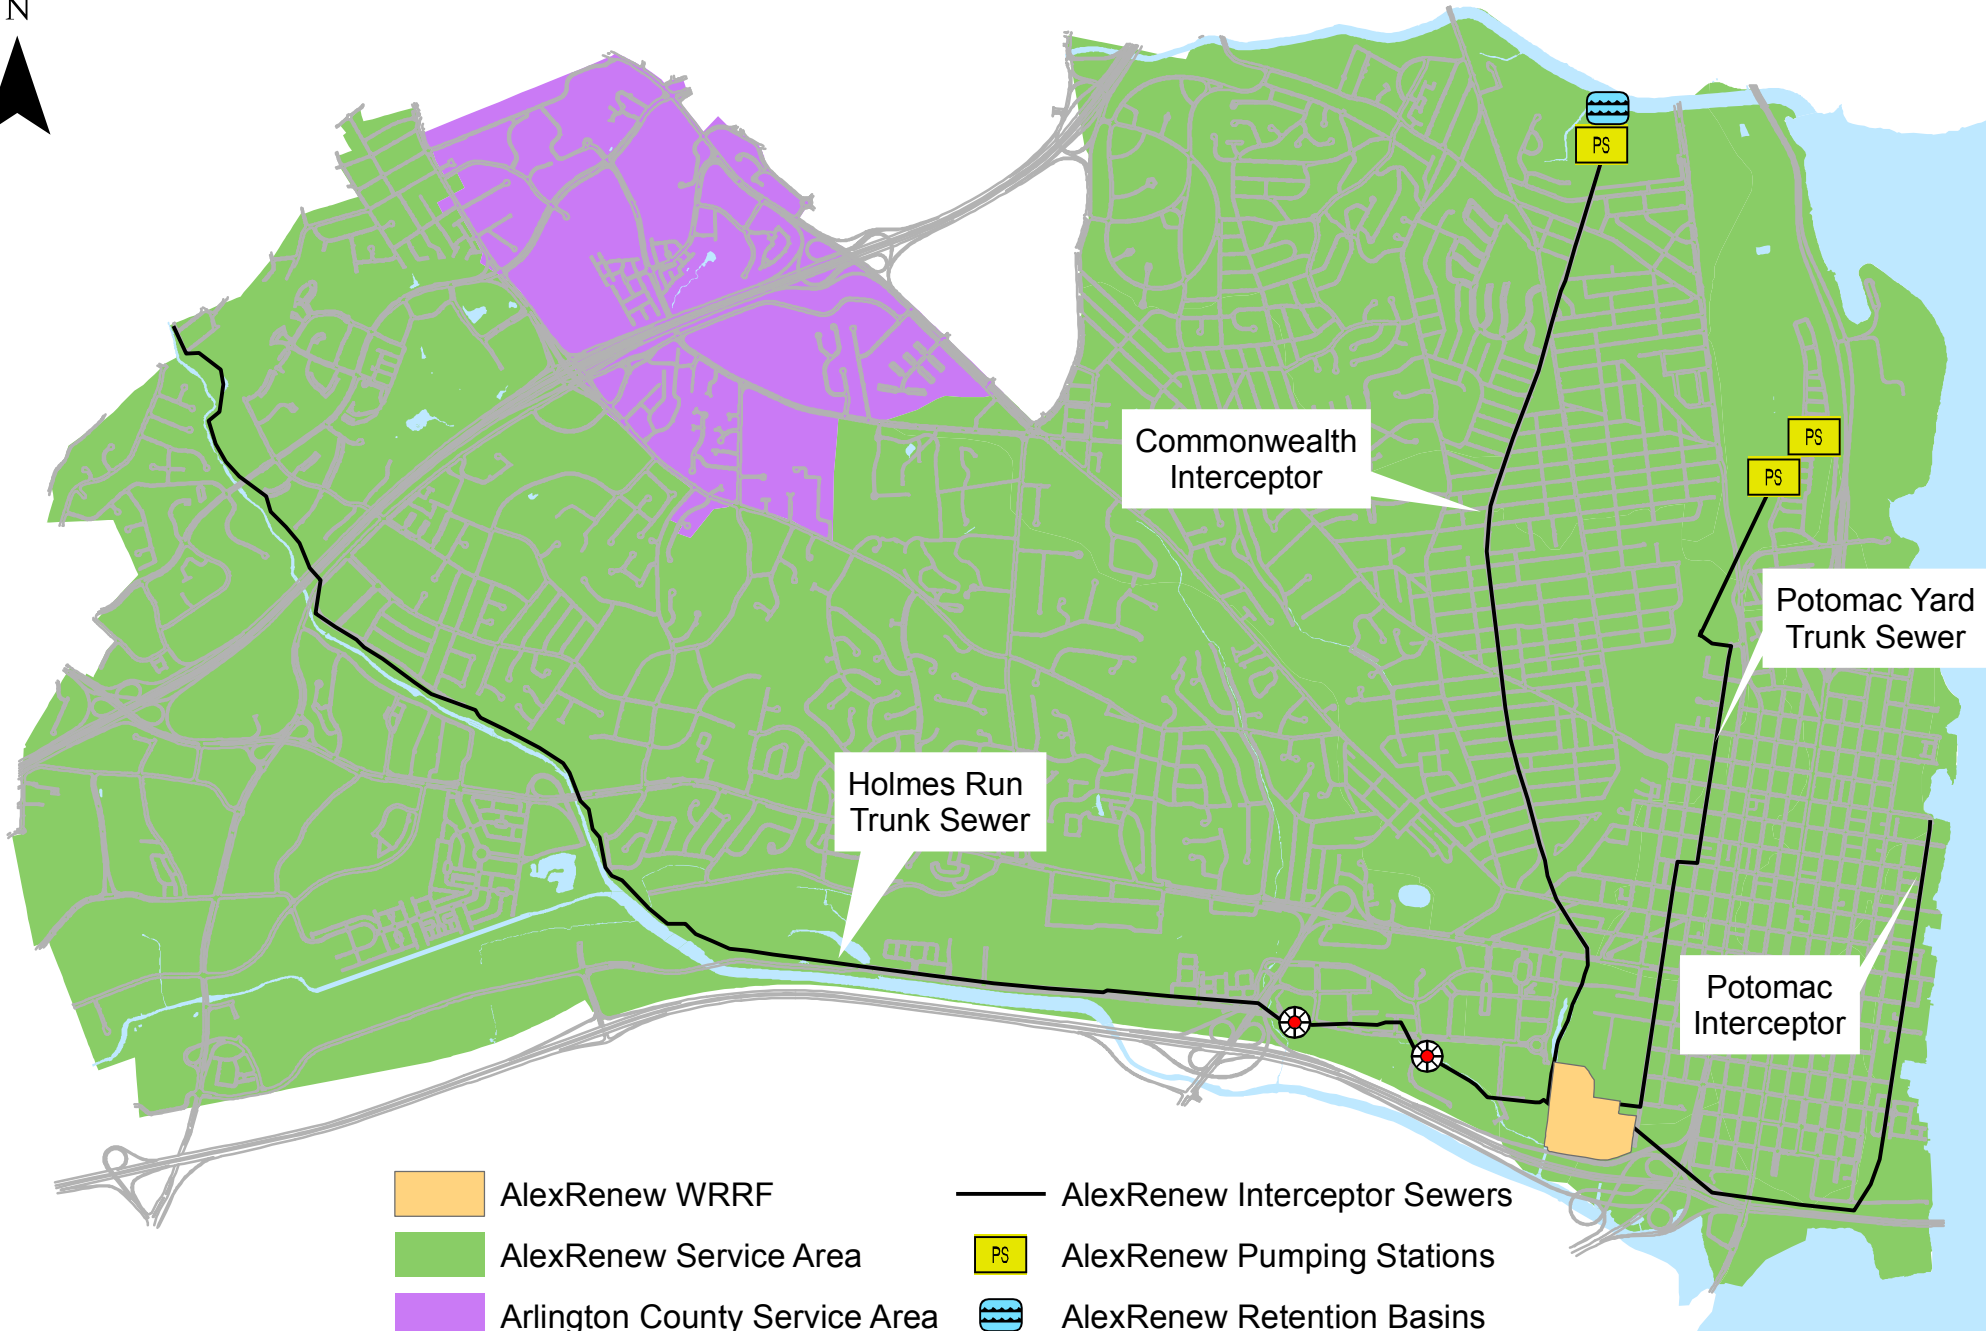 N
PS
Commonwealth
Interceptor
PS
PS
Potomac Yard
Trunk Sewer
Holmes Run
Trunk Sewer
Potomac
Interceptor
AlexRenew WRRF
AlexRenew Interceptor Sewers
AlexRenew Service Area
PS
AlexRenew Pumping Stations
Arlington County Service Area
AlexRenew Retention Basins